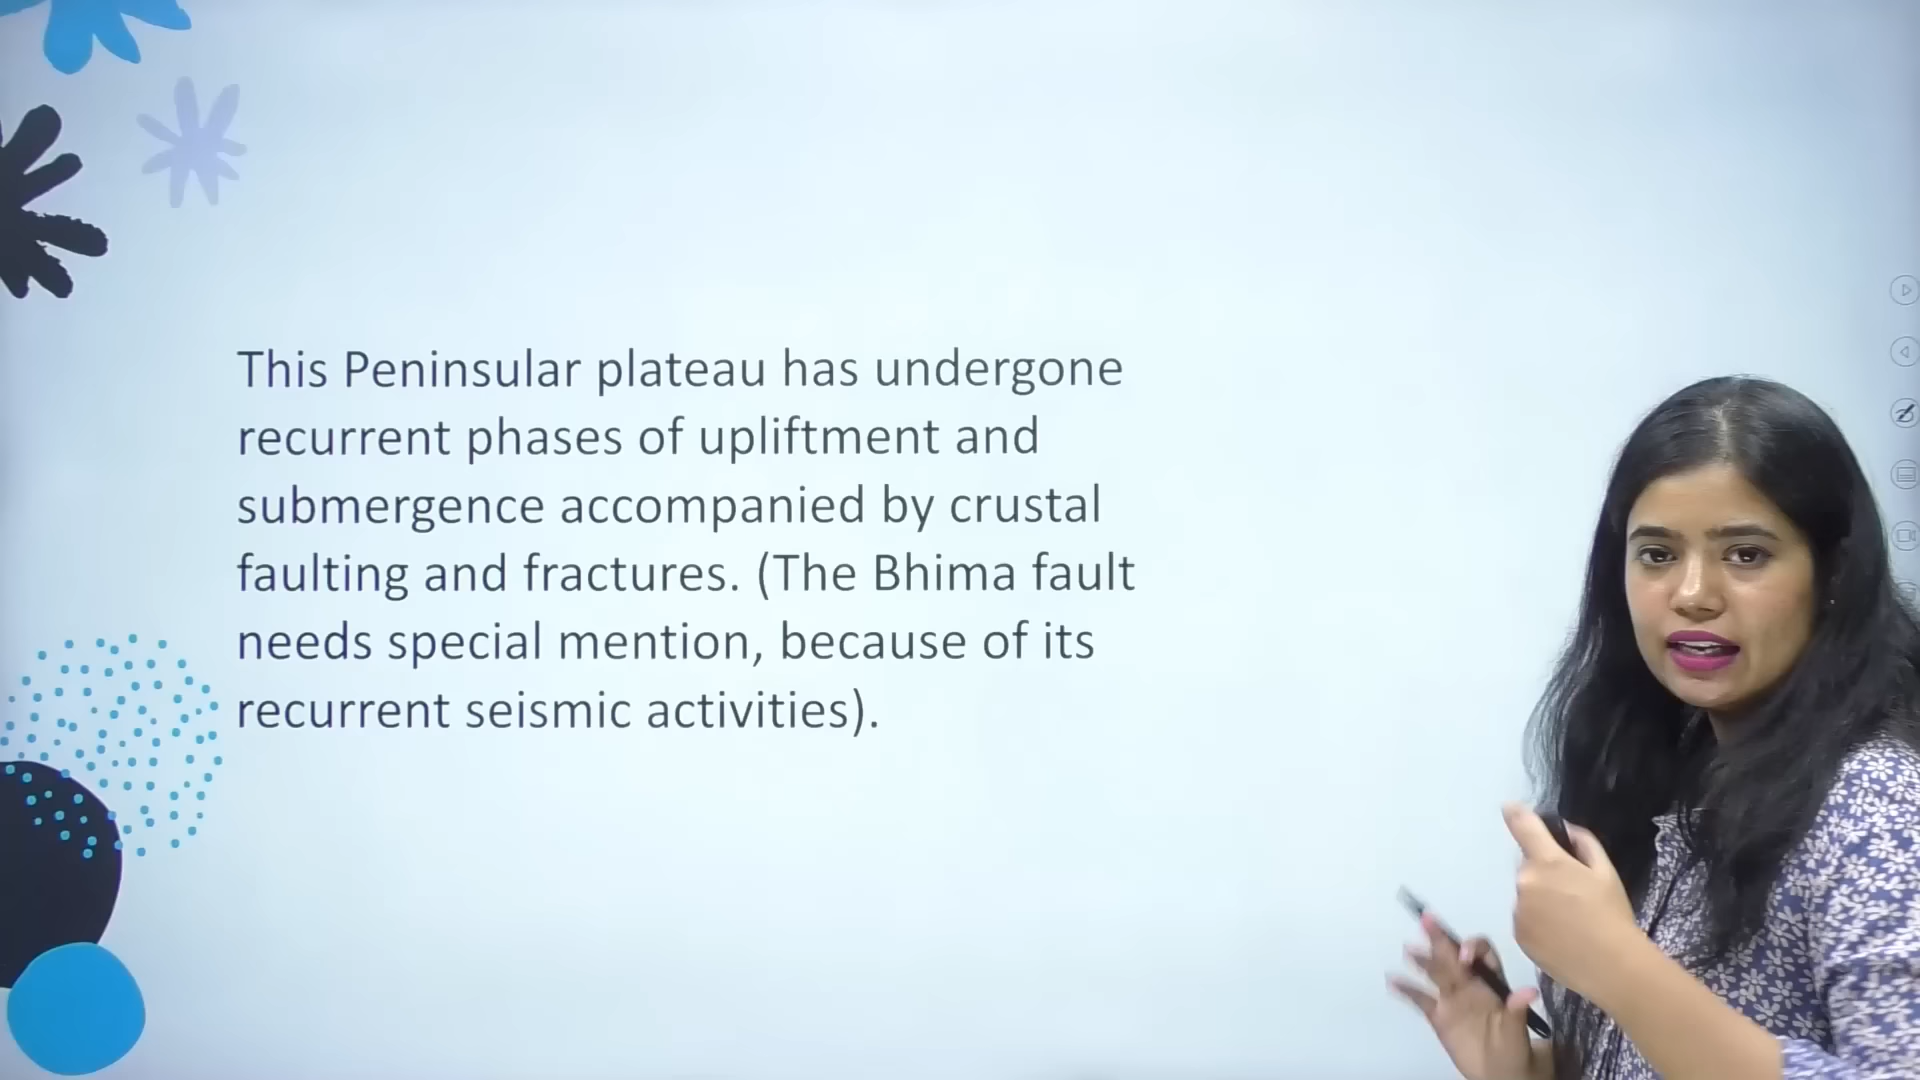 This Peninsular plateau has undergone
recurrent phases of upliftment and
submergence accompanied by crustal
faulting and fractures. (The Bhima fault
needs special mention, because of its
recurrent seismic activities).